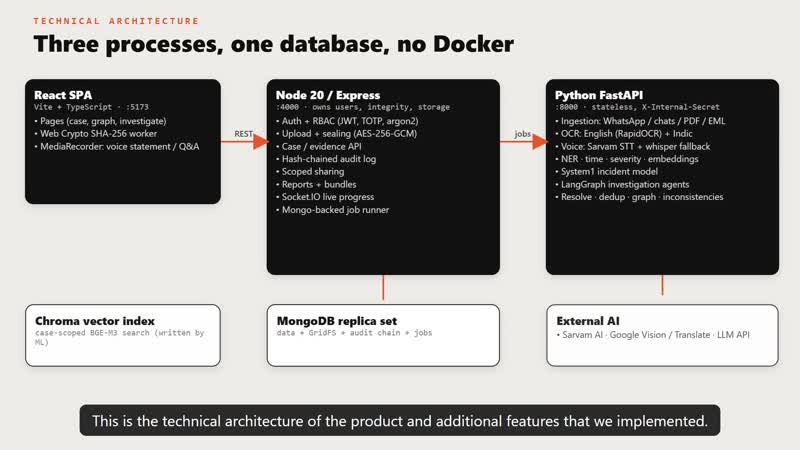 TECHNICAL ARCHITECTURE
Three processes, one database, no Docker
React SPA
Vite + TypeScript · :5173
• Pages (case, graph, investigate)
• Web Crypto SHA-256 worker
• MediaRecorder: voice statement / Q&A
REST
Node 20 / Express
:4000 · owns users, integrity, storage
• Auth + RBAC (JWT, TOTP, argon2)
• Upload + sealing (AES-256-GCM)
• Case / evidence API
• Hash-chained audit log
• Scoped sharing
• Reports + bundles
• Socket.IO live progress
• Mongo-backed job runner
jobs
Python FastAPI
:8000 · stateless, X-Internal-Secret
• Ingestion: WhatsApp / chats / PDF / EML
• OCR: English (RapidOCR) + Indic
• Voice: Sarvam STT + whisper fallback
• NER · time · severity · embeddings
• System1 incident model
• LangGraph investigation agents
• Resolve · dedup · graph · inconsistencies
Chroma vector index
case-scoped BGE-M3 search (written by
ML)
MongoDB replica set
data + GridFS + audit chain + jobs
External AI
• Sarvam AI · Google Vision / Translate · LLM API
This is the technical architecture of the product and additional features that we implemented.